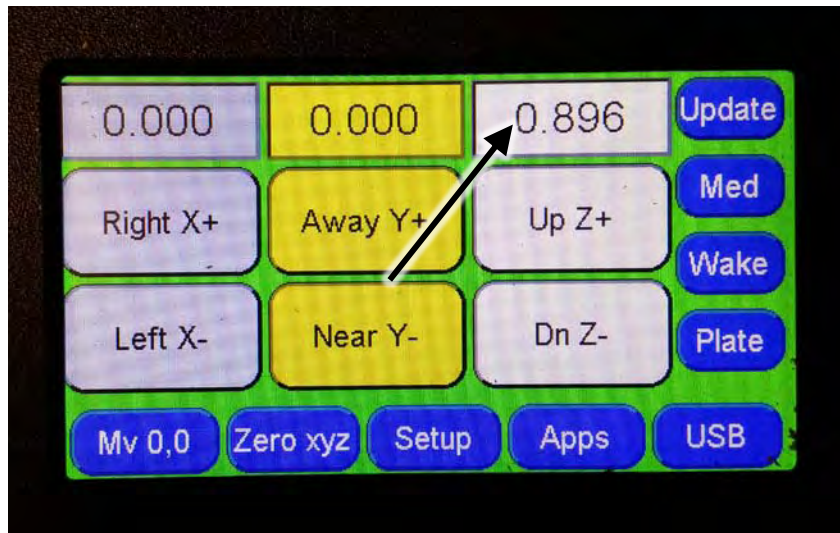 0.000 0.000 0.896 Update
Med
Right X+ Away Y+ Up Z+
Wake
Left X- Near Y- Dn Z- Plate
Mv 0,0 Zero xyz Setup Apps USB